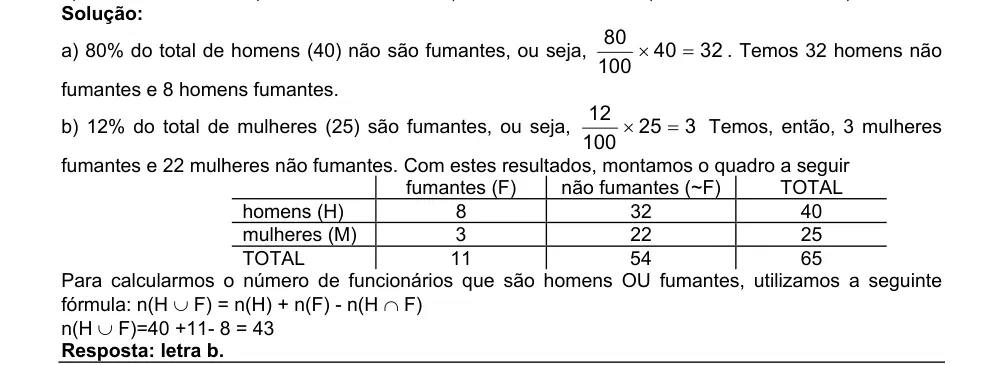 Solução:
a) 80% do total de homens (40) não são fumantes, ou seja, 80/100 × 40 = 32 . Temos 32 homens não
fumantes e 8 homens fumantes.
b) 12% do total de mulheres (25) são fumantes, ou seja, 12/100 × 25 = 3 Temos, então, 3 mulheres
fumantes e 22 mulheres não fumantes. Com estes resultados, montamos o quadro a seguir
fumantes (F) não fumantes (~F) TOTAL
homens (H) 8 32 40
mulheres (M) 3 22 25
TOTAL 11 54 65
Para calcularmos o número de funcionários que são homens OU fumantes, utilizamos a seguinte
fórmula: n(H ∪ F) = n(H) + n(F) - n(H ∩ F)
n(H ∪ F)=40 +11- 8 = 43
Resposta: letra b.